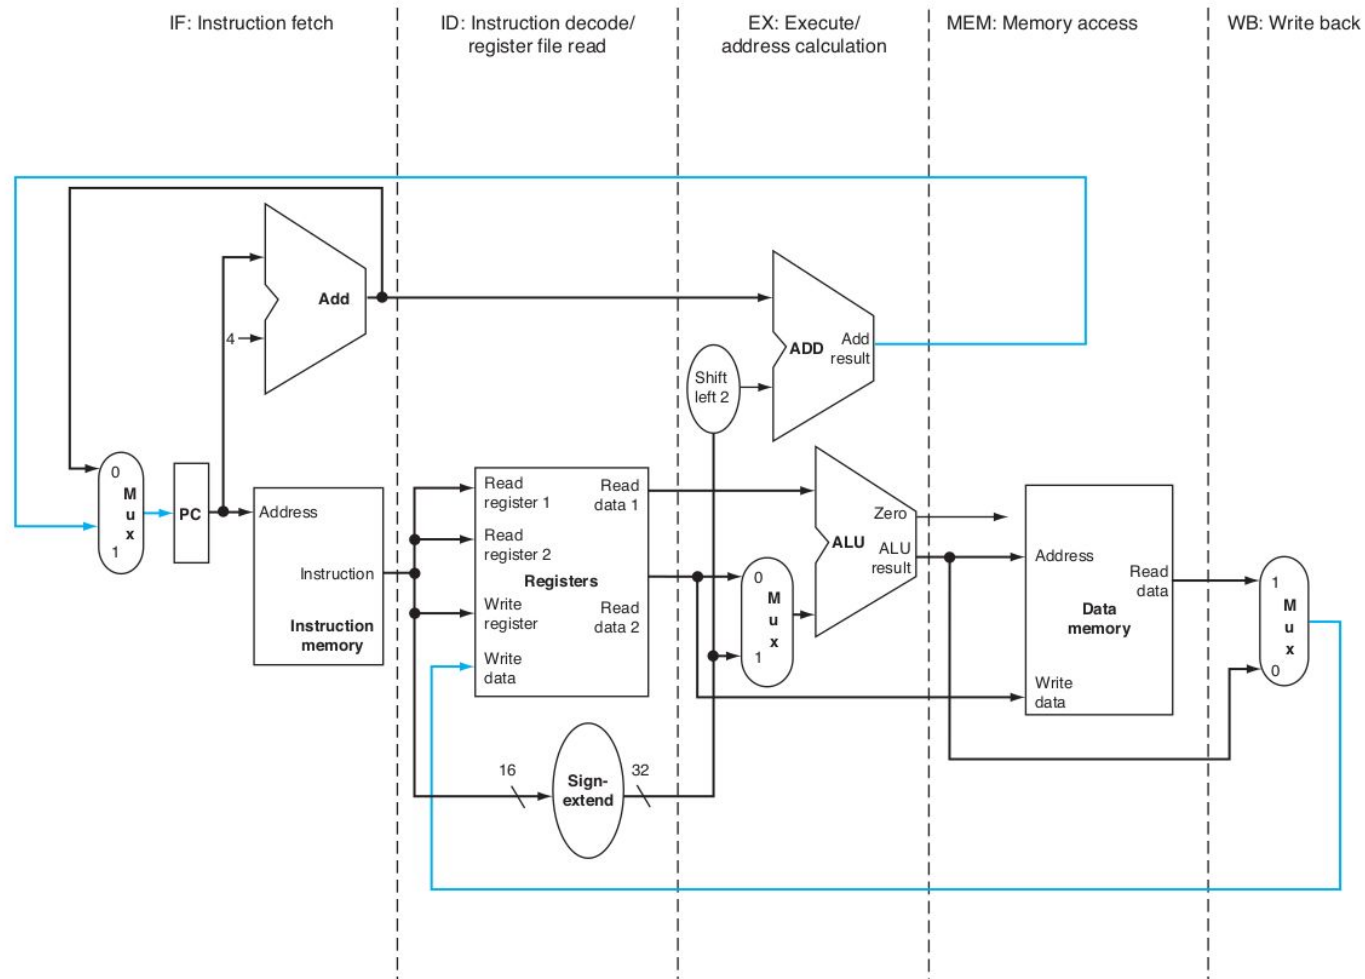 IF: Instruction fetch
ID: Instruction decode/
register file read
EX: Execute/
address calculation
MEM: Memory access
WB: Write back
Add
4
ADD
Add
result
Shift
left 2
0
M
u
x
1
PC
Address
Instruction
Instruction
memory
Read
register 1
Read
register 2
Write
register
Write
data
Registers
Read
data 1
Read
data 2
16
Sign-
extend
32
0
M
u
x
1
Zero
ALU
ALU
result
Address
Write
data
Data
memory
Read
data
1
M
u
x
0